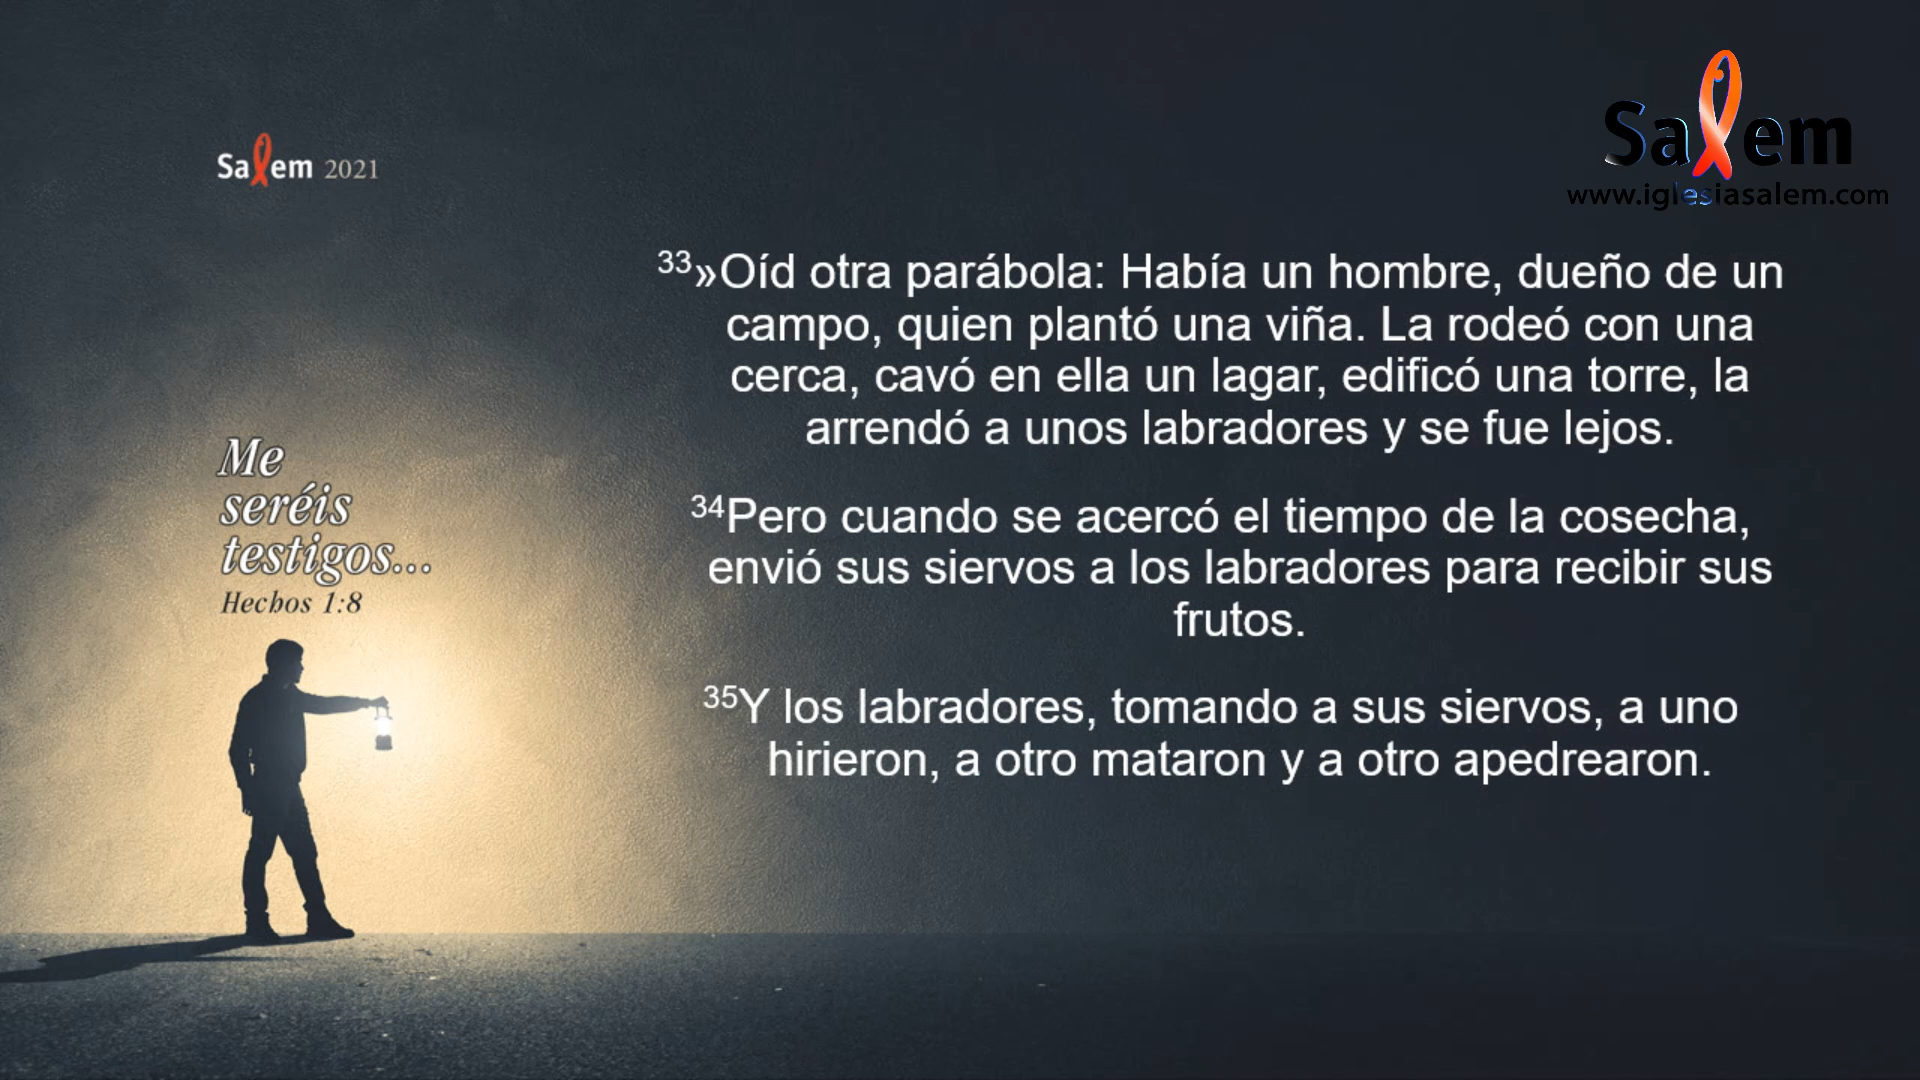 Salem
www.iglesiasalem.com
Salem 2021
33»Oíd otra parábola: Había un hombre, dueño de un
campo, quien plantó una viña. La rodeó con una
cerca, cavó en ella un lagar, edificó una torre, la
arrendó a unos labradores y se fue lejos.
34Pero cuando se acercó el tiempo de la cosecha,
envió sus siervos a los labradores para recibir sus
frutos.
35Y los labradores, tomando a sus siervos, a uno
hirieron, a otro mataron y a otro apedrearon.
Me
seréis
testigos...
Hechos 1:8